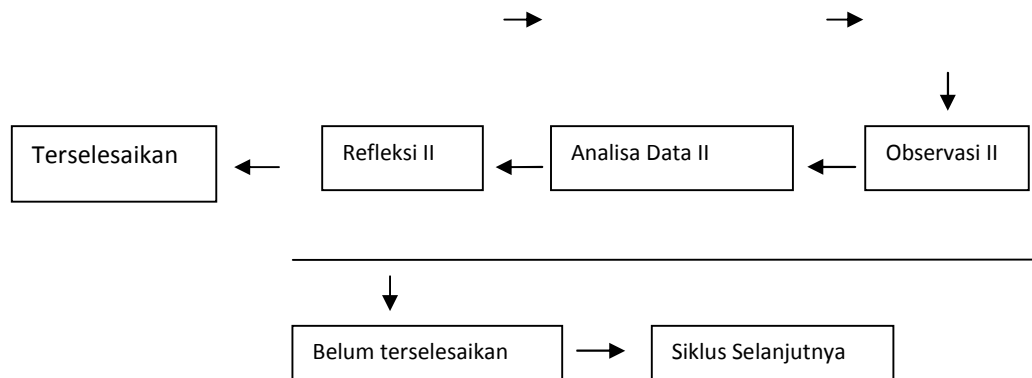 Terselesaikan
Refleksi II
Analisa Data II
Observasi II
Belum terselesaikan
Siklus Selanjutnya